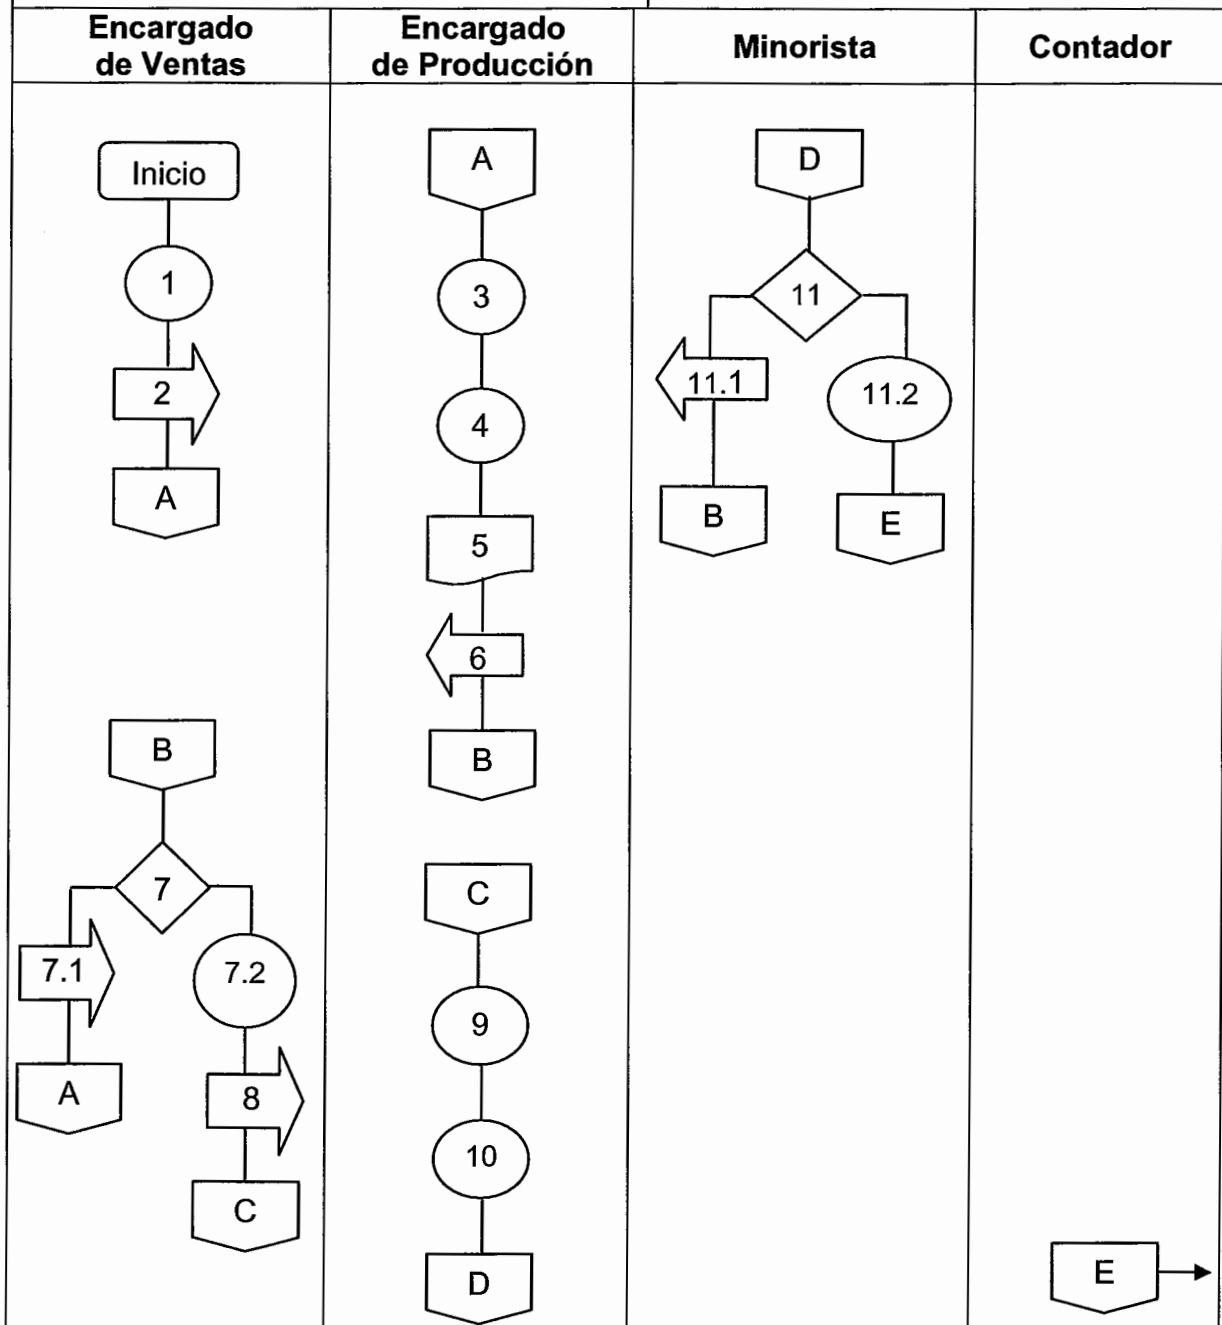 Encargado
de Ventas
Encargado
de Producción
Minorista
Contador
Inicio
1
2
A
B
7
7.1
7.2
A
8
C
A
3
4
5
6
B
C
9
10
D
D
11
11.1
11.2
B
E
E